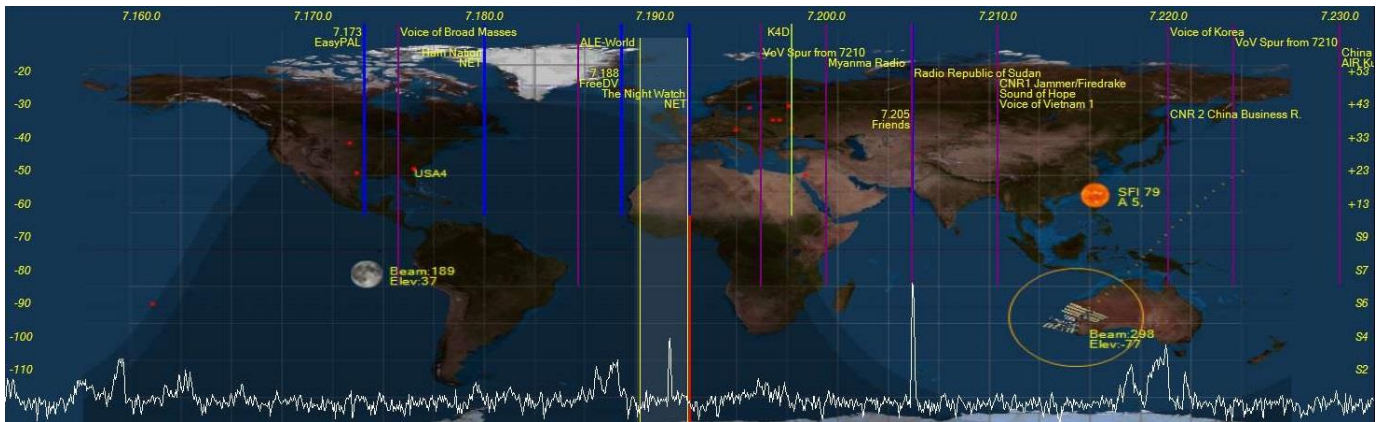 7.160.0 7.170.0 7.180.0 7.190.0 7.200.0 7.210.0 7.220.0 7.230.0
7.173
EasyPAL
Voice of Broad Masses
Ham Nation
NET
ALE-World
7.188
FreeDV
The Night Watch
NET
K4D
VoV Spur from 7210
Myanma Radio
7.205
Friends
Radio Republic of Sudan
CNR1 Jammer/Firedrake
Sound of Hope
Voice of Vietnam 1
Voice of Korea
CNR 2 China Business R.
VoV Spur from 7210
China
AIR Ku
-20
-30
-40
-50
-60
-70
-80
-90
-100
-110
+53
+43
+33
+23
+13
S9
S7
S6
S4
S2
USA4
SFI 79
A 5,
Beam:189
Elev:37
Beam:298
Elev:-77